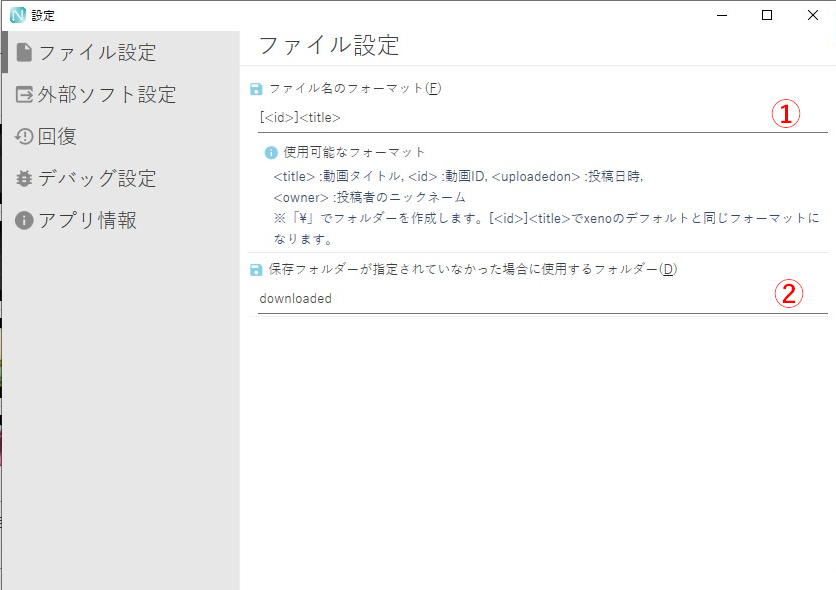 設定
ファイル設定
外部ソフト設定
回復
デバッグ設定
アプリ情報
ファイル設定
ファイル名のフォーマット(F)
[<id>]<title>
①
使用可能なフォーマット
<title> :動画タイトル, <id> :動画ID, <uploadedon> :投稿日時,
<owner> :投稿者のニックネーム
※「¥」でフォルダーを作成します。[<id>]<title>でxenoのデフォルトと同じフォーマットに
なります。
保存フォルダーが指定されていなかった場合に使用するフォルダー(D)
downloaded
②